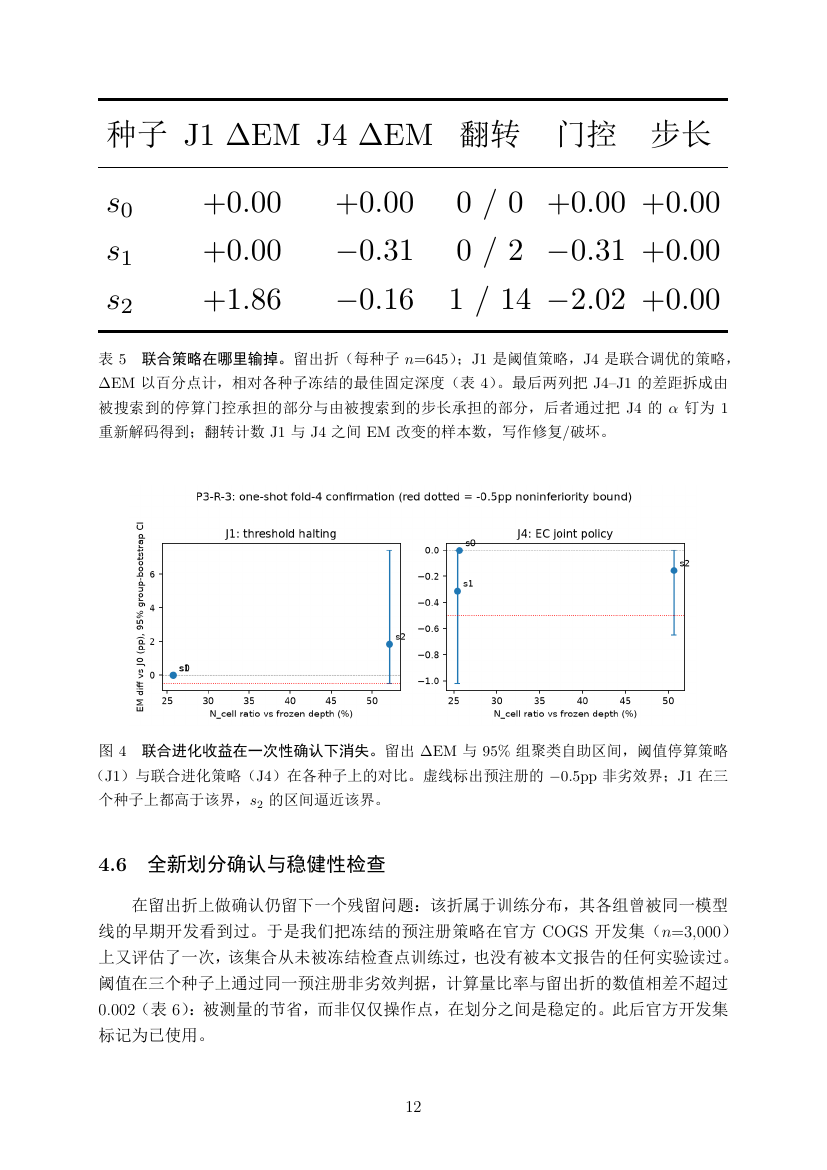 种子 J1 ΔEM J4 ΔEM 翻转 门控 步长
s0 +0.00 +0.00 0 / 0 +0.00 +0.00
s1 +0.00 −0.31 0 / 2 −0.31 +0.00
s2 +1.86 −0.16 1 / 14 −2.02 +0.00
表 5 联合策略在哪里输掉。留出折（每种子 n=645）；J1 是阈值策略，J4 是联合调优的策略，
ΔEM 以百分点计，相对各种子冻结的最佳固定深度（表 4）。最后两列把 J4–J1 的差距拆成由
被搜索到的停算门控承担的部分与由被搜索到的步长承担的部分，后者通过把 J4 的 α 钉为 1
重新解码得到；翻转计数 J1 与 J4 之间 EM 改变的样本数，写作修复/破坏。
P3-R-3: one-shot fold-4 confirmation (red dotted = -0.5pp noninferiority bound)
J1: threshold halting
EM diff vs J0 (pp), 95% group-bootstrap CI
6
4
2
0
s2
25 30 35 40 45 50
N_cell ratio vs frozen depth (%)
J4: EC joint policy
0.0
−0.2
−0.4
−0.6
−0.8
−1.0
s0
s1
s2
25 30 35 40 45 50
N_cell ratio vs frozen depth (%)
图 4 联合进化收益在一次性确认下消失。留出 ΔEM 与 95% 组聚类自助区间，阈值停算策略
（J1）与联合进化策略（J4）在各种子上的对比。虚线标出预注册的 −0.5pp 非劣效界；J1 在三
个种子上都高于该界，s2 的区间逼近该界。
4.6 全新划分确认与稳健性检查
在留出折上做确认仍留下一个残留问题：该折属于训练分布，其各组曾被同一模型
线的早期开发看到过。于是我们把冻结的预注册策略在官方 COGS 开发集（n=3,000）
上又评估了一次，该集合从未被冻结检查点训练过，也没有被本文报告的任何实验读过。
阈值在三个种子上通过同一预注册非劣效判据，计算量比率与留出折的数值相差不超过
0.002（表 6）：被测量的节省，而非仅仅操作点，在划分之间是稳定的。此后官方开发集
标记为已使用。
12